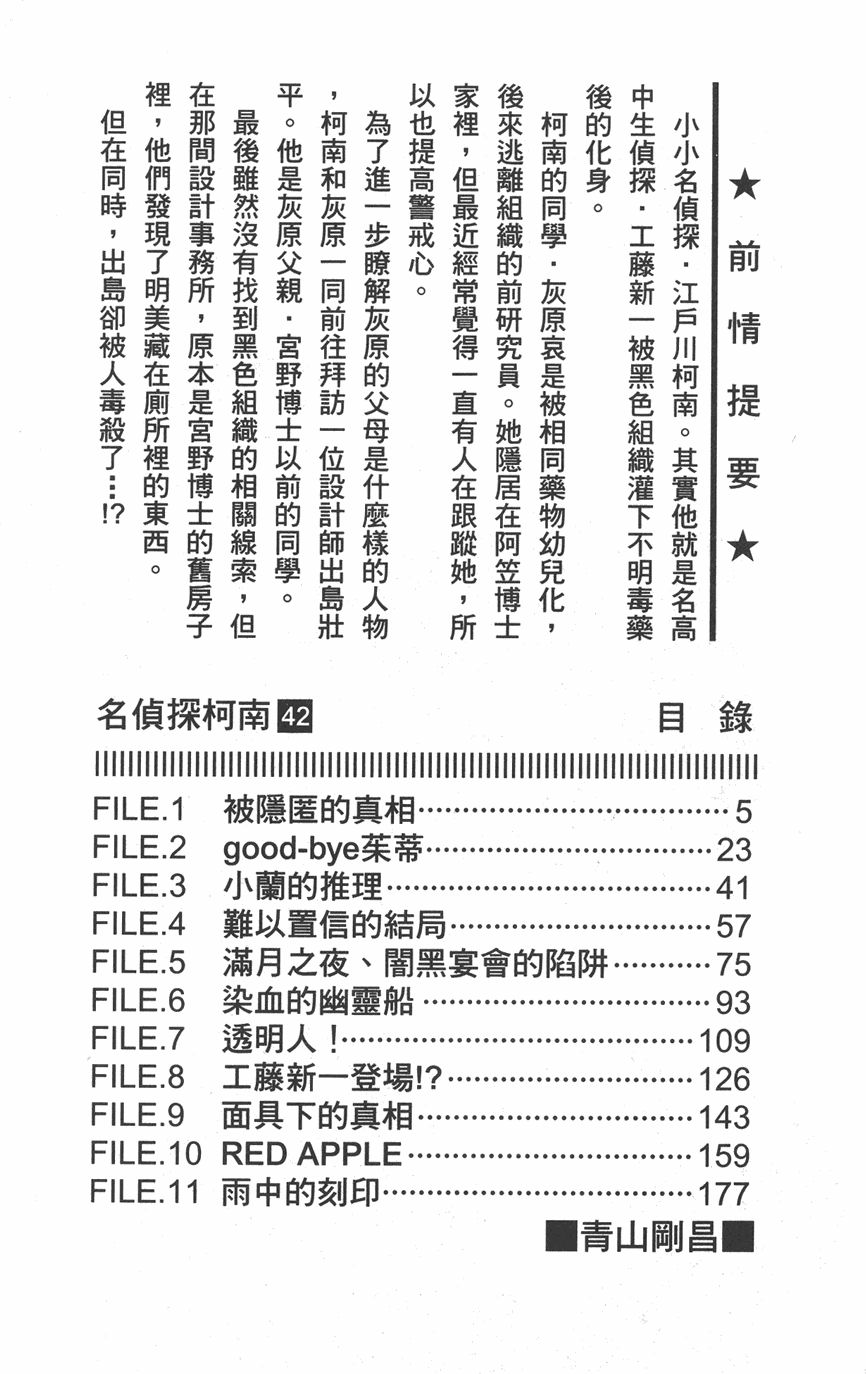 ★前情提要★
小小名偵探．江戶川柯南。其實他就是名高
中生偵探．工藤新一被黑色組織灌下不明毒藥
後的化身。
柯南的同學．灰原哀是被相同藥物幼兒化，
後來逃離組織的前研究員。她隱居在阿笠博士
家裡，但最近經常覺得一直有人在跟蹤她，所
以也提高警戒心。
為了進一步瞭解灰原的父母是什麼樣的人物
，柯南和灰原一同前往拜訪一位設計師出島壯
平。他是灰原父親．宮野博士以前的同學。
最後雖然沒有找到黑色組織的相關線索，但
在那間設計事務所，原本是宮野博士的舊房子
裡，他們發現了明美藏在廁所裡的東西。
但在同時，出島卻被人毒殺了…!?
名偵探柯南42 目錄
FILE.1 被隱匿的真相…………5
FILE.2 good-bye茱蒂…………23
FILE.3 小蘭的推理…………41
FILE.4 難以置信的結局…………57
FILE.5 滿月之夜、闇黑宴會的陷阱…………75
FILE.6 染血的幽靈船…………93
FILE.7 透明人！…………109
FILE.8 工藤新一登場!?…………126
FILE.9 面具下的真相…………143
FILE.10 RED APPLE…………159
FILE.11 雨中的刻印…………177
■青山剛昌■